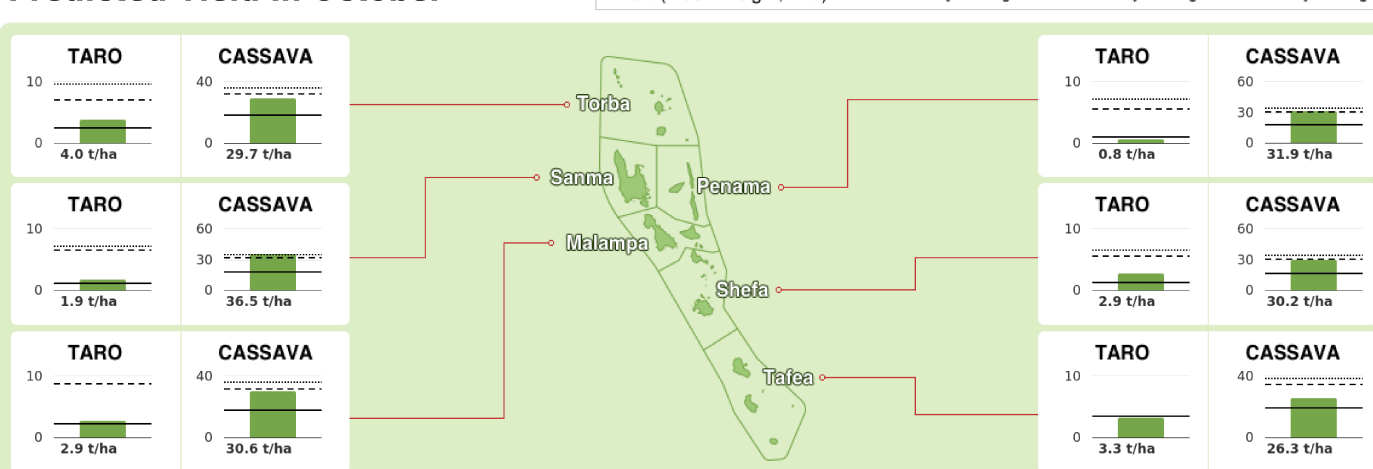 TARO CASSAVA
10 40
0 0
4.0 t/ha 29.7 t/ha
TARO CASSAVA
10 60
30
0 0
1.9 t/ha 36.5 t/ha
TARO CASSAVA
10 40
0 0
2.9 t/ha 30.6 t/ha
Torba
Sanma
Penama
Malampa
Shefa
Tafea
TARO CASSAVA
10 60
30
0 0
0.8 t/ha 31.9 t/ha
TARO CASSAVA
10 60
30
0 0
2.9 t/ha 30.2 t/ha
TARO CASSAVA
10 40
0 0
3.3 t/ha 26.3 t/ha